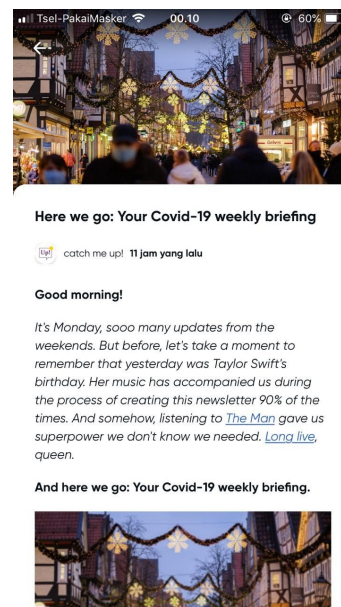 Tsel-PakaiMasker 00.10 60%
Here we go: Your Covid-19 weekly briefing
Up!
catch me up! 11 jam yang lalu
Good morning!
It's Monday, sooo many updates from the
weekends. But before, let's take a moment to
remember that yesterday was Taylor Swift's
birthday. Her music has accompanied us during
the process of creating this newsletter 90% of the
times. And somehow, listening to The Man gave us
superpower we don't know we needed. Long live,
queen.
And here we go: Your Covid-19 weekly briefing.